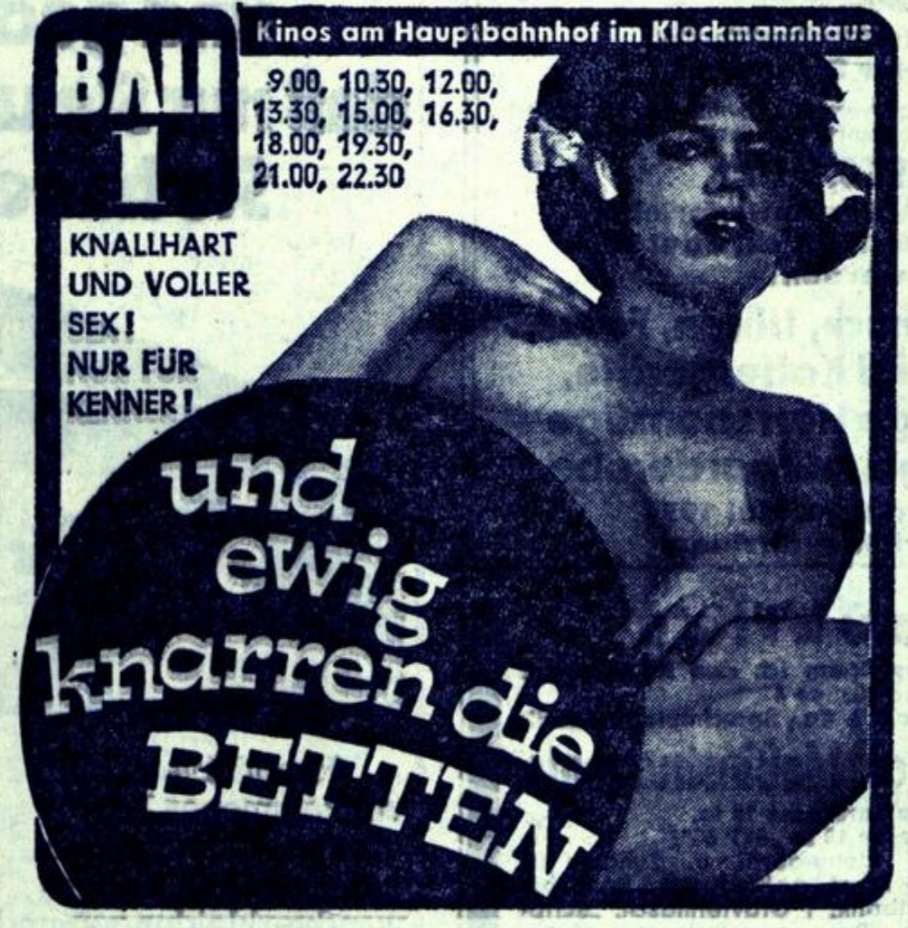 Kinos am Hauptbahnhof im Klockmannhaus
BALI
1
9.00, 10.30, 12.00,
13.30, 15.00, 16.30,
18.00, 19.30,
21.00, 22.30
KNALLHART
UND VOLLER
SEX!
NUR FÜR
KENNER!
und
ewig
knarren die
BETTEN